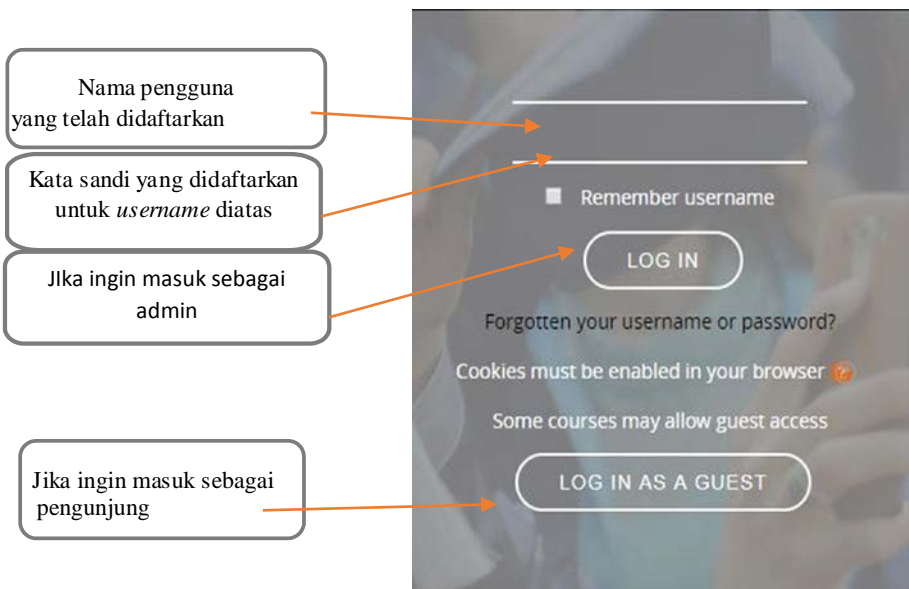 Nama pengguna
yang telah didaftarkan
Kata sandi yang didaftarkan
untuk username diatas
JIka ingin masuk sebagai
admin
Jika ingin masuk sebagai
pengunjung
Remember username
LOG IN
Forgotten your username or password?
Cookies must be enabled in your browser ?
Some courses may allow guest access
LOG IN AS A GUEST